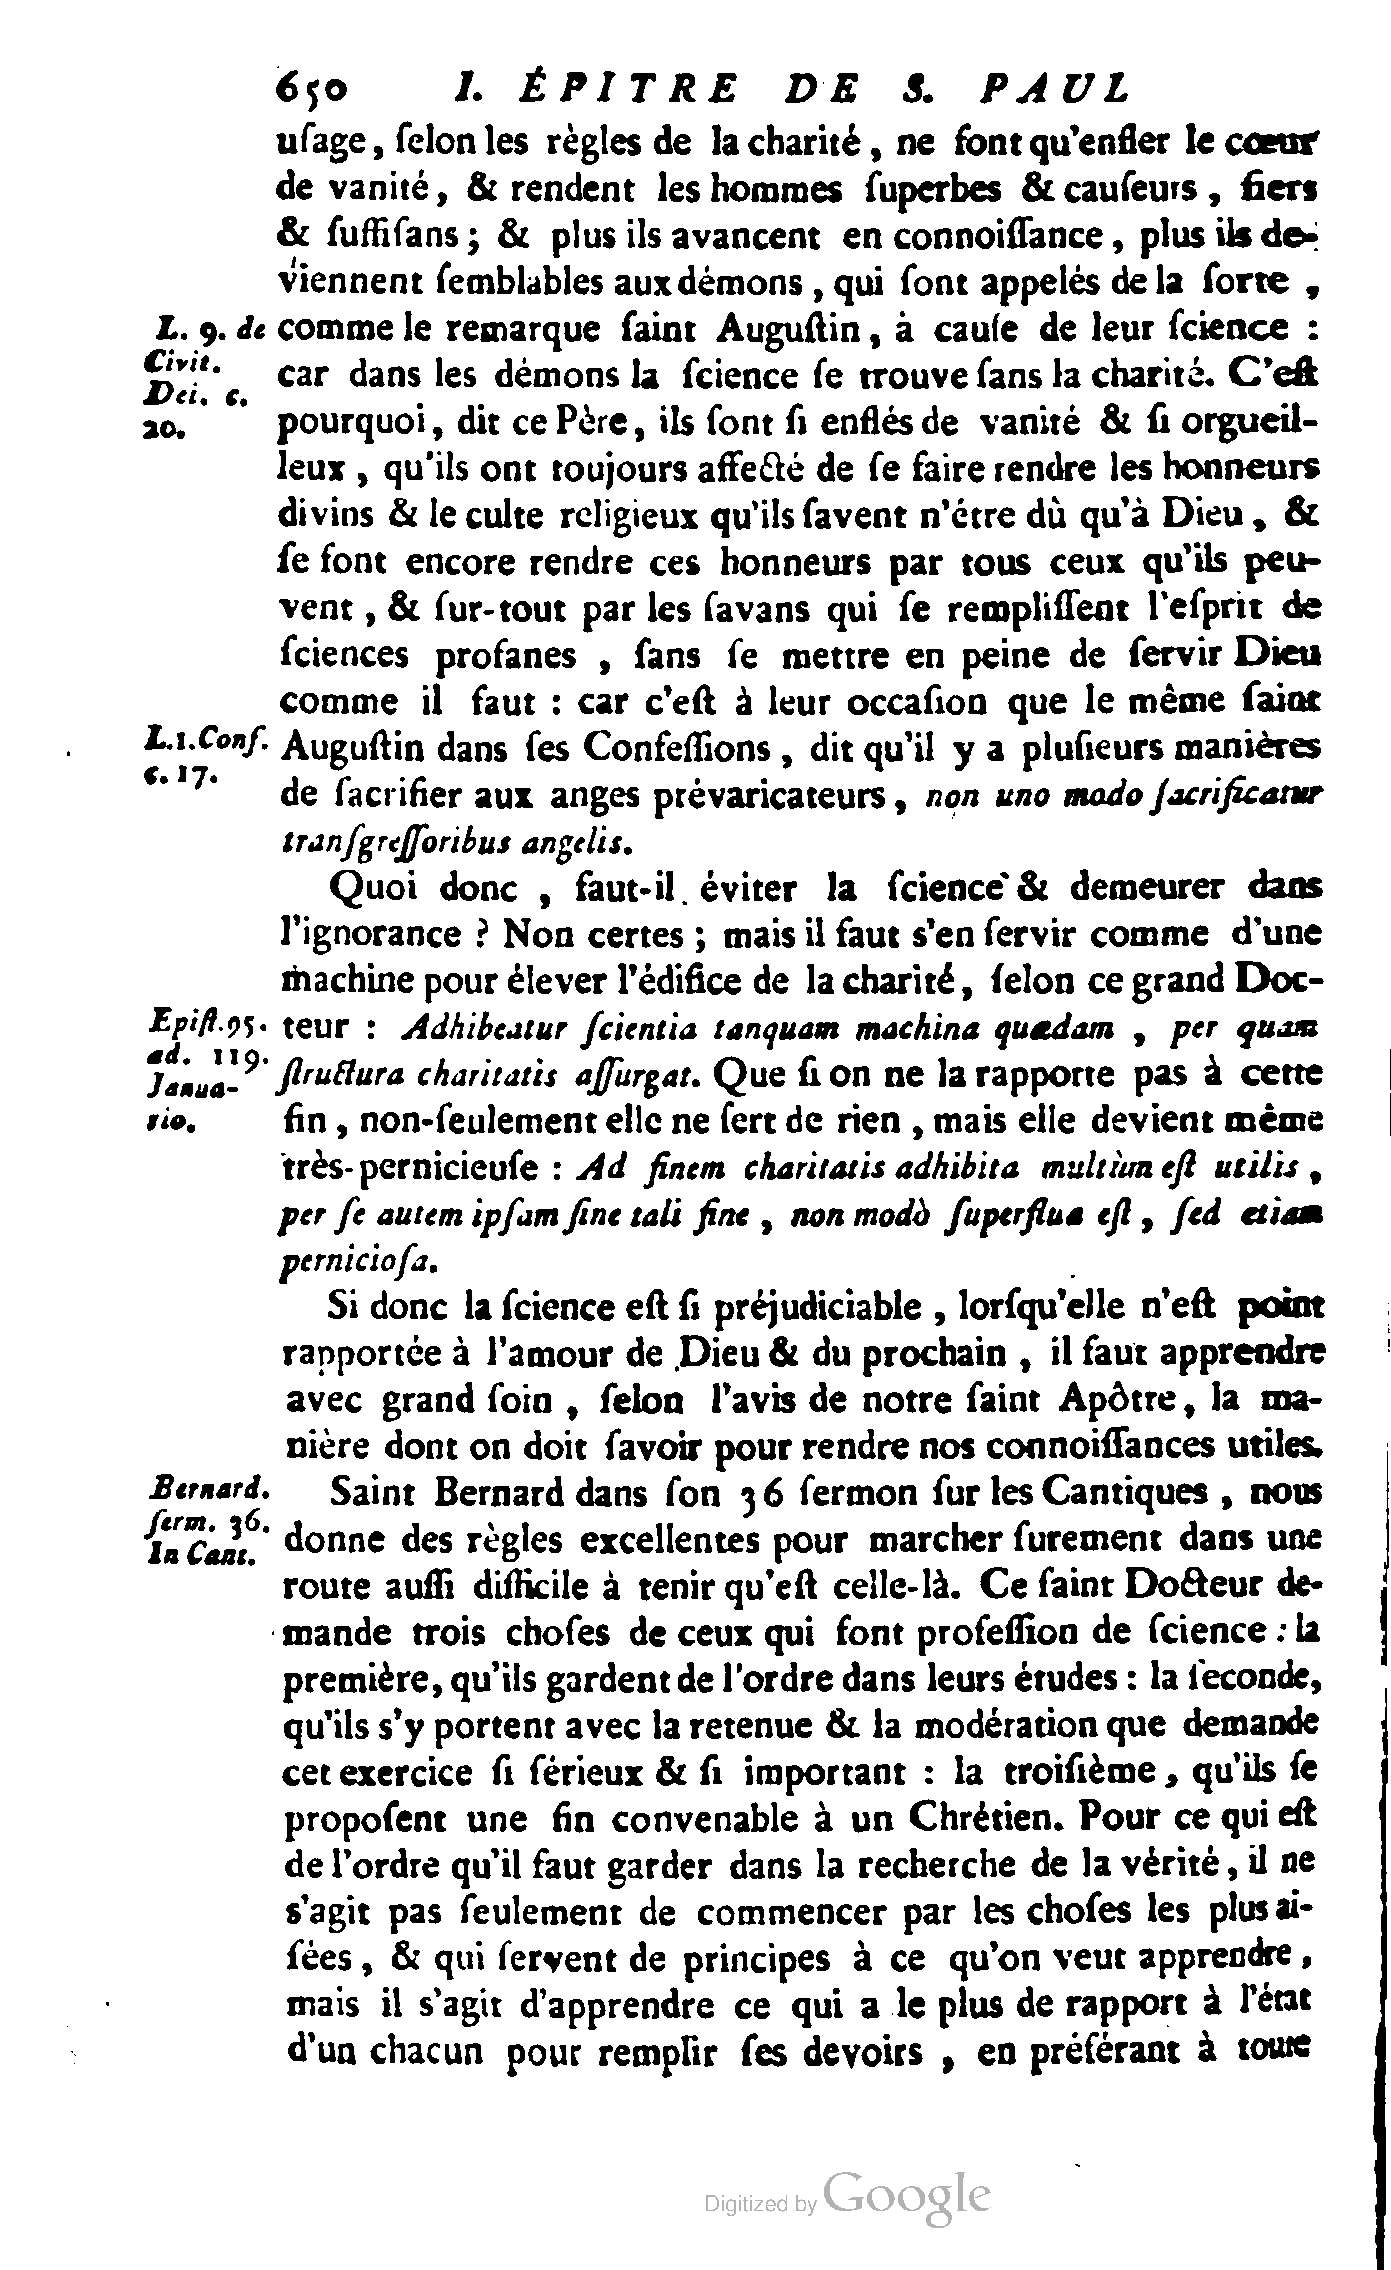 650 I. ÉPITRE DE S. PAUL
uſage, ſelon les règles de la charité, ne font qu'enfler le cœur
de vanité, & rendent les hommes ſuperbes & cauſeurs, fiers
& ſuffiſans; & plus ils avancent en connoiſſance, plus ils de-
viennent ſemblables aux démons, qui ſont appelés de la ſorte,
L. 9. de
Civit.
Dei. c.
20.
comme le remarque ſaint Auguſtin, à cauſe de leur ſcience :
car dans les démons la ſcience ſe trouve ſans la charité. C'eſt
pourquoi, dit ce Père, ils ſont ſi enflés de vanité & ſi orgueil-
leux, qu'ils ont toujours affecté de ſe faire rendre les honneurs
divins & le culte religieux qu'ils ſavent n'être dû qu'à Dieu, &
ſe font encore rendre ces honneurs par tous ceux qu'ils peu-
vent, & ſur-tout par les ſavans qui ſe rempliſſent l'eſprit de
ſciences profanes, ſans ſe mettre en peine de ſervir Dieu
comme il faut : car c'eſt à leur occaſion que le même ſaint
L.1.Conf.
c. 17.
Auguſtin dans ſes Confeſſions, dit qu'il y a pluſieurs manières
de ſacrifier aux anges prévaricateurs, non uno modo ſacrificatur
tranſgreſſoribus angelis.
Quoi donc, faut-il éviter la ſcience & demeurer dans
l'ignorance ? Non certes ; mais il faut s'en ſervir comme d'une
machine pour élever l'édifice de la charité, ſelon ce grand Doc-
Epiſt.95.
ad. 119.
Janua-
rio.
teur : Adhibeatur ſcientia tanquam machina quædam, per quam
ſtructura charitatis aſſurgat. Que ſi on ne la rapporte pas à cette
fin, non-ſeulement elle ne ſert de rien, mais elle devient même
très-pernicieuſe : Ad finem charitatis adhibita multùm eſt utilis,
per ſe autem ipſam ſine tali fine, non modò ſuperflua eſt, ſed etiam
pernicioſa.
Si donc la ſcience eſt ſi préjudiciable, lorſqu'elle n'eſt point
rapportée à l'amour de Dieu & du prochain, il faut apprendre
avec grand ſoin, ſelon l'avis de notre ſaint Apôtre, la ma-
nière dont on doit ſavoir pour rendre nos connoiſſances utiles.
Bernard.
ſerm. 36.
In Cant.
Saint Bernard dans ſon 36 ſermon ſur les Cantiques, nous
donne des règles excellentes pour marcher ſurement dans une
route auſſi difficile à tenir qu'eſt celle-là. Ce ſaint Docteur de-
mande trois choſes de ceux qui font profeſſion de ſcience : la
première, qu'ils gardent de l'ordre dans leurs études : la ſeconde,
qu'ils s'y portent avec la retenue & la modération que demande
cet exercice ſi ſérieux & ſi important : la troiſième, qu'ils ſe
propoſent une fin convenable à un Chrétien. Pour ce qui eſt
de l'ordre qu'il faut garder dans la recherche de la vérité, il ne
s'agit pas ſeulement de commencer par les choſes les plus ai-
ſées, & qui ſervent de principes à ce qu'on veut apprendre,
mais il s'agit d'apprendre ce qui a le plus de rapport à l'état
d'un chacun pour remplir ſes devoirs, en préférant à toute
Digitized by Google